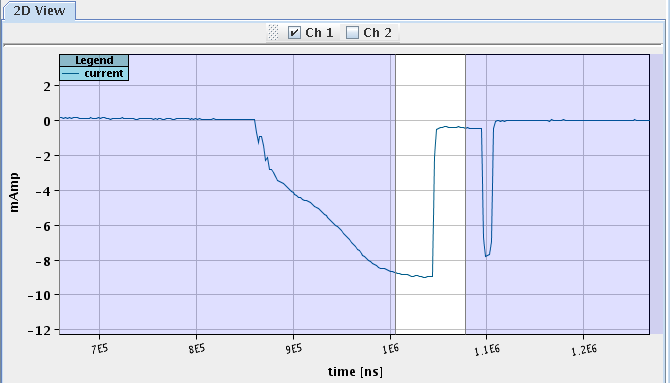 2D View
Ch 1 Ch 2
Legend
current
2
0
-2
-4
-6
-8
-10
-12
mAmp
7E5 8E5 9E5 1E6 1.1E6 1.2E6
time [ns]